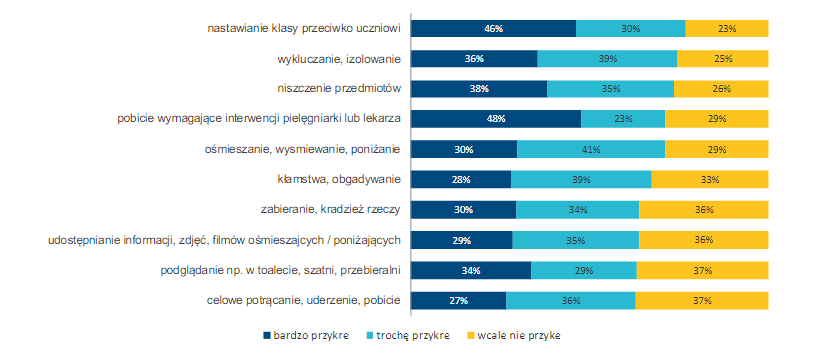 nastawianie klasy przeciwko uczniowi 46% 30% 23%
wykluczanie, izolowanie 36% 39% 25%
niszczenie przedmiotów 38% 35% 26%
pobicie wymagające interwencji pielęgniarki lub lekarza 48% 23% 29%
ośmieszanie, wysmiewanie, poniżanie 30% 41% 29%
kłamstwa, obgadywanie 28% 39% 33%
zabieranie, kradzież rzeczy 30% 34% 36%
udostępnianie informacji, zdjęć, filmów ośmieszajcych / poniżających 29% 35% 36%
podglądanie np. w toalecie, szatni, przebieralni 34% 29% 37%
celowe potrącanie, uderzenie, pobicie 27% 36% 37%
bardzo przykre trochę przykre wcale nie przyke